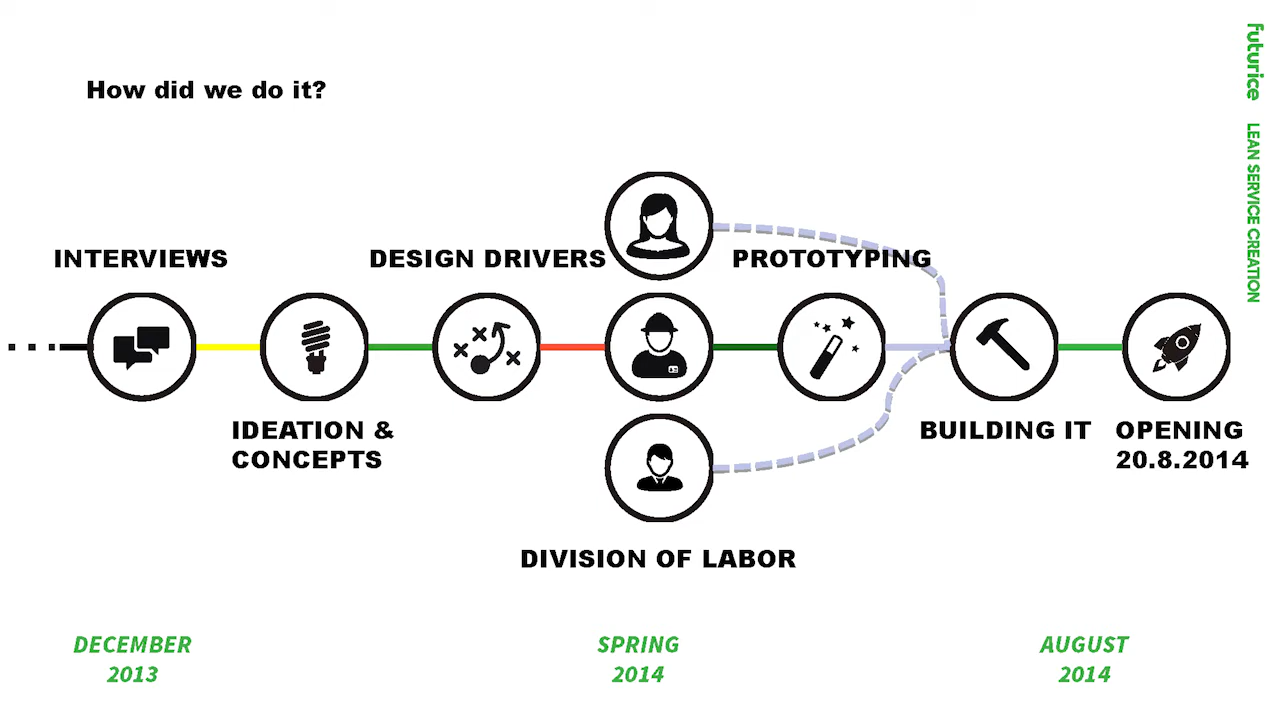 How did we do it?
futurice LEAN SERVICE CREATION
INTERVIEWS
DESIGN DRIVERS
PROTOTYPING
IDEATION &
CONCEPTS
BUILDING IT
OPENING
20.8.2014
DIVISION OF LABOR
DECEMBER
2013
SPRING
2014
AUGUST
2014